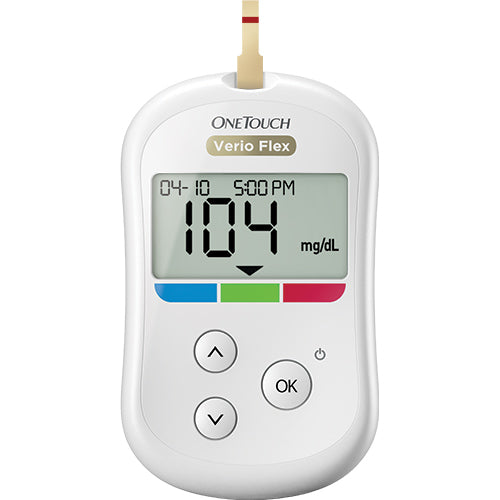 ONETOUCH
Verio Flex
04-10 5:00 PM
104 mg/dL
OK